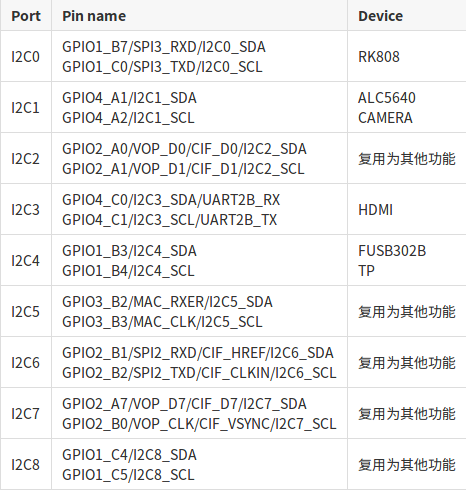 Port Pin name Device
I2C0 GPIO1_B7/SPI3_RXD/I2C0_SDA RK808
GPIO1_C0/SPI3_TXD/I2C0_SCL
I2C1 GPIO4_A1/I2C1_SDA ALC5640
GPIO4_A2/I2C1_SCL CAMERA
I2C2 GPIO2_A0/VOP_D0/CIF_D0/I2C2_SDA 复用为其他功能
GPIO2_A1/VOP_D1/CIF_D1/I2C2_SCL
I2C3 GPIO4_C0/I2C3_SDA/UART2B_RX HDMI
GPIO4_C1/I2C3_SCL/UART2B_TX
I2C4 GPIO1_B3/I2C4_SDA FUSB302B
GPIO1_B4/I2C4_SCL TP
I2C5 GPIO3_B2/MAC_RXER/I2C5_SDA 复用为其他功能
GPIO3_B3/MAC_CLK/I2C5_SCL
I2C6 GPIO2_B1/SPI2_RXD/CIF_HREF/I2C6_SDA 复用为其他功能
GPIO2_B2/SPI2_TXD/CIF_CLKIN/I2C6_SCL
I2C7 GPIO2_A7/VOP_D7/CIF_D7/I2C7_SDA 复用为其他功能
GPIO2_B0/VOP_CLK/CIF_VSYNC/I2C7_SCL
I2C8 GPIO1_C4/I2C8_SDA 复用为其他功能
GPIO1_C5/I2C8_SCL